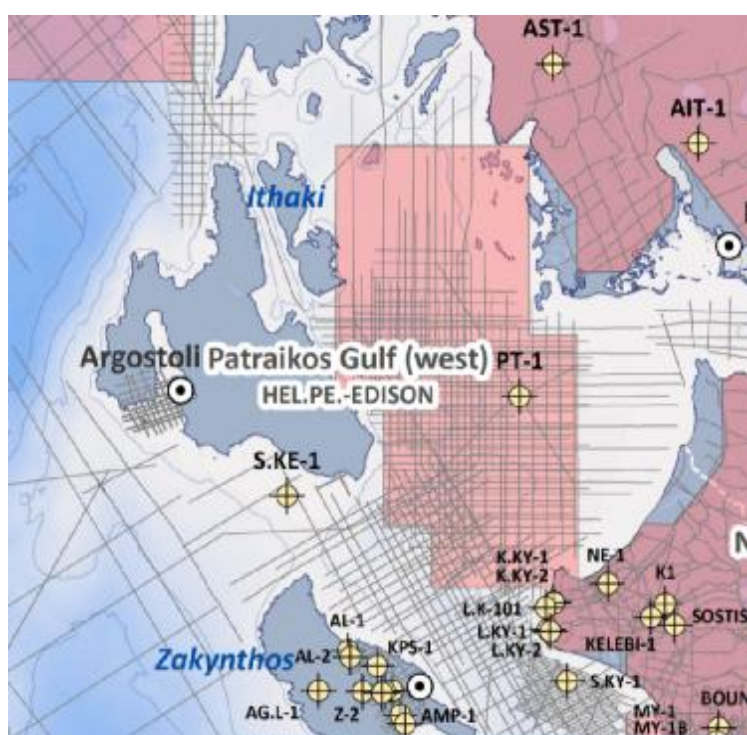 AST-1
AIT-1
Ithaki
Argostoli
Patraikos Gulf (west)
PT-1
HEL.PE.-EDISON
S.KE-1
K.KY-1
NE-1
K.KY-2
K1
L.K-101
SOSTIS
AL-1
L.KY-1
KPS-1
KELEBI-1
L.KY-2
Zakynthos
AL-2
S.KY-1
AG.L-1
Z-2
AMP-1
MY-1
BOUN
MY-1B
N